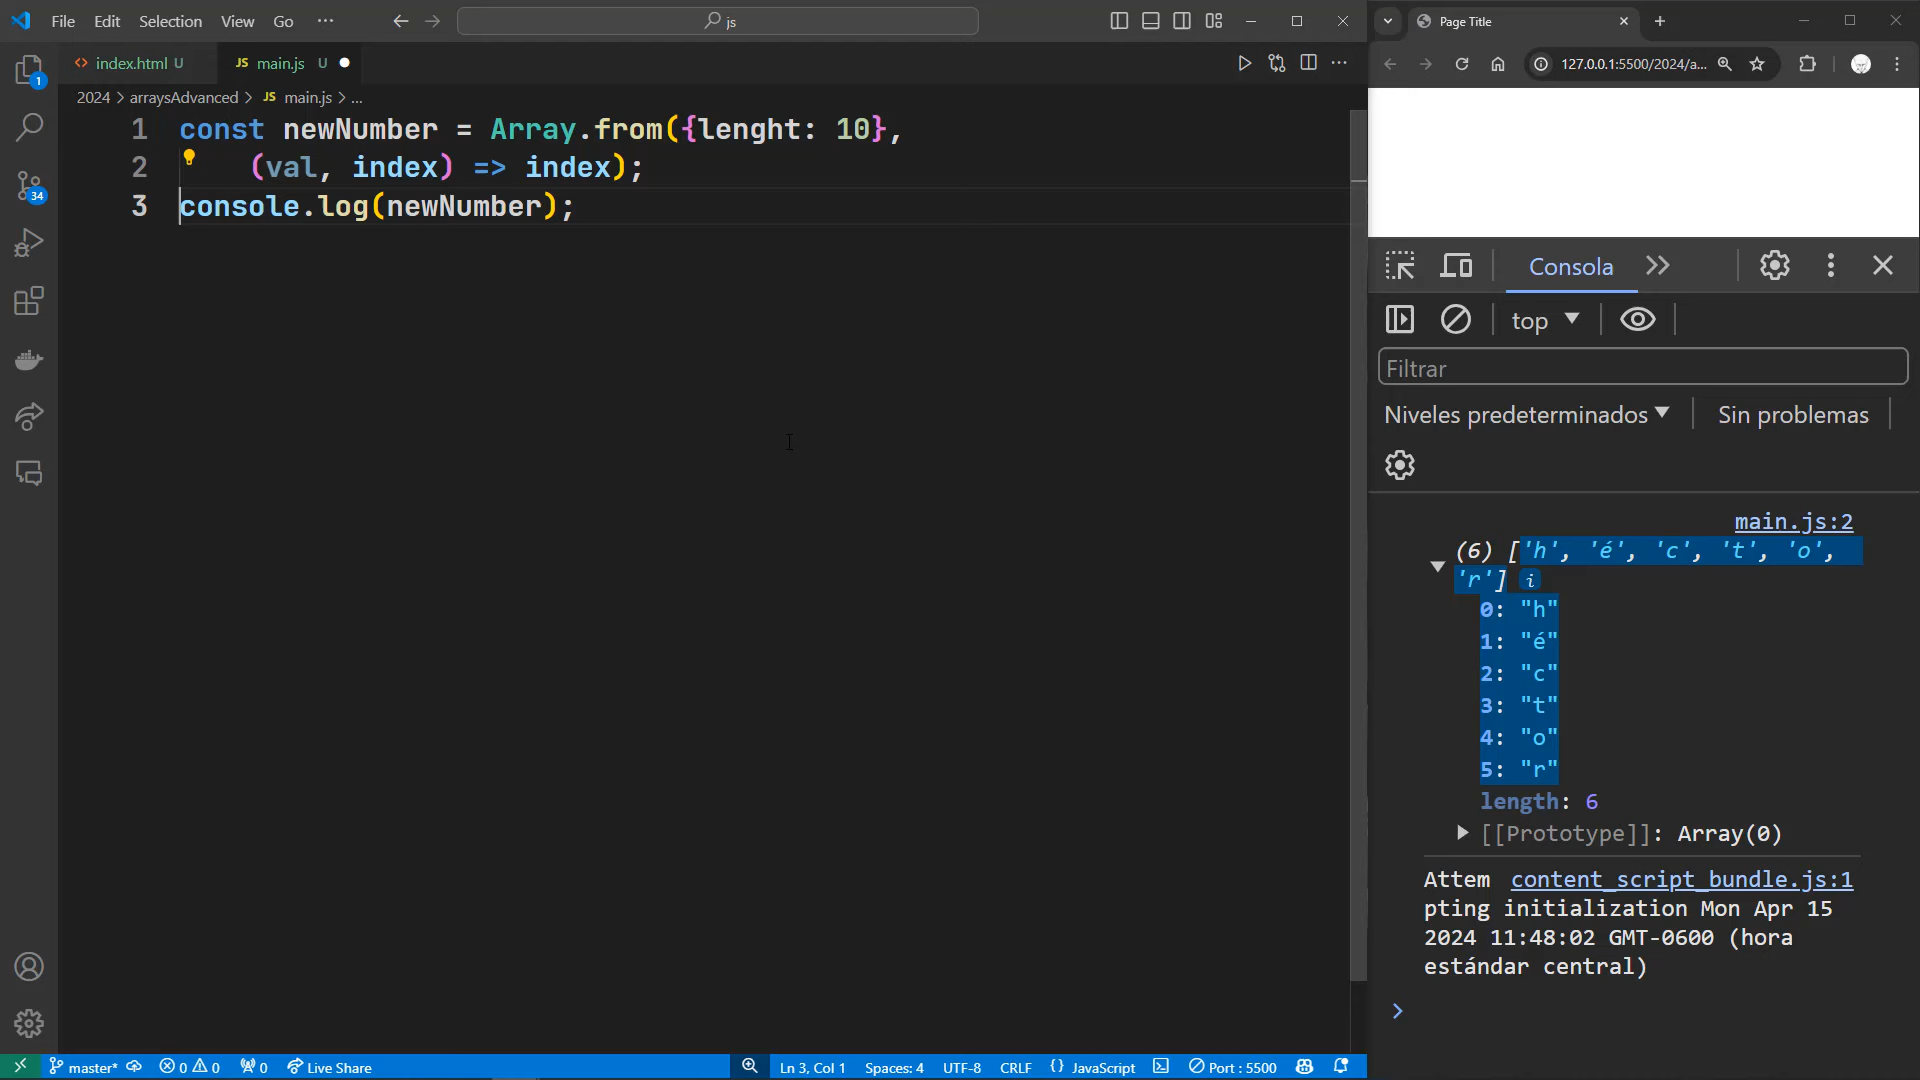 File Edit Selection View Go ··· js
index.html U JS main.js U
2024 > arraysAdvanced > JS main.js > ...
1 const newNumber = Array.from({lenght: 10},
2 (val, index) => index);
3 console.log(newNumber);
master* 0 0 0 Live Share Ln 3, Col 1 Spaces: 4 UTF-8 CRLF {} JavaScript Port : 5500
1
34
Page Title
127.0.0.1:5500/2024/a...
Consola
top
Filtrar
Niveles predeterminados Sin problemas
main.js:2
(6) ['h', 'é', 'c', 't', 'o',
'r'] i
0: "h"
1: "é"
2: "c"
3: "t"
4: "o"
5: "r"
length: 6
[[Prototype]]: Array(0)
Attem content_script_bundle.js:1
pting initialization Mon Apr 15
2024 11:48:02 GMT-0600 (hora
estándar central)